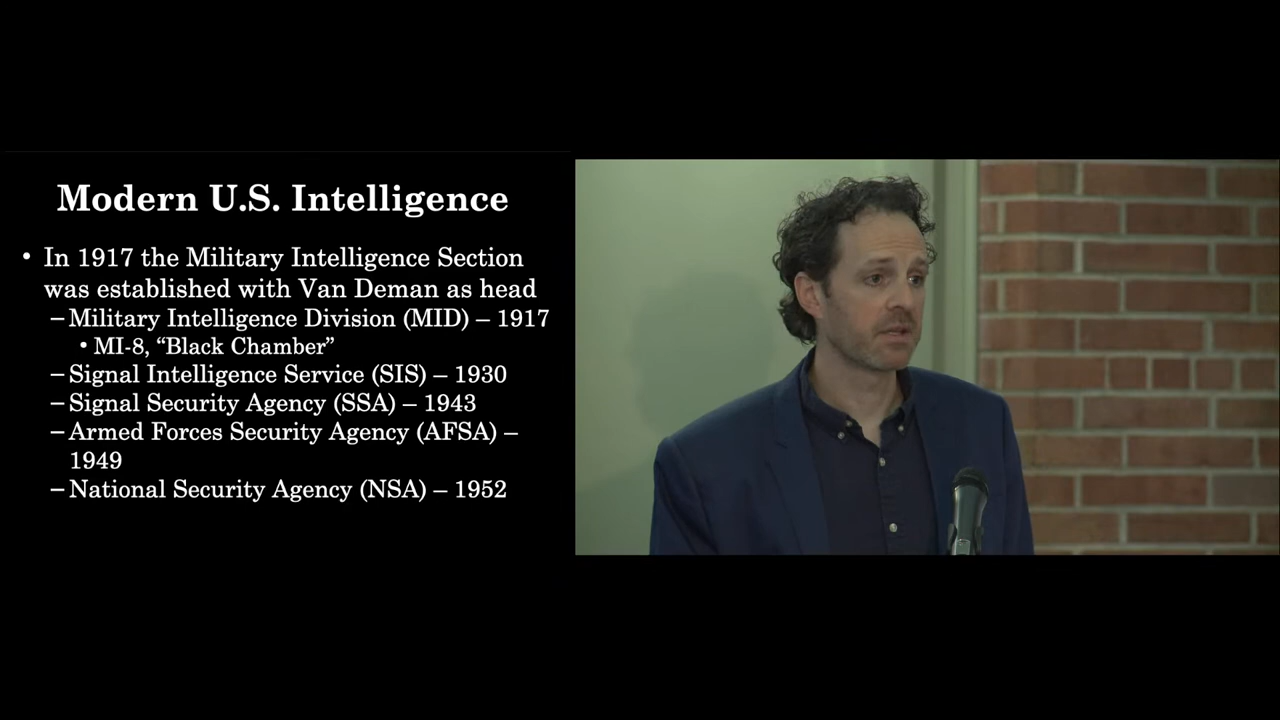 Modern U.S. Intelligence
• In 1917 the Military Intelligence Section
was established with Van Deman as head
– Military Intelligence Division (MID) – 1917
• MI-8, “Black Chamber”
– Signal Intelligence Service (SIS) – 1930
– Signal Security Agency (SSA) – 1943
– Armed Forces Security Agency (AFSA) –
1949
– National Security Agency (NSA) – 1952